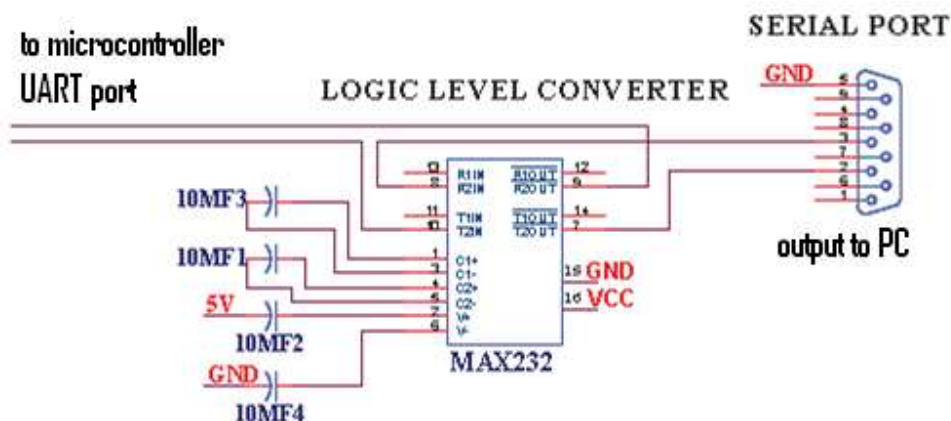 SERIAL PORT
to microcontroller
UART port
LOGIC LEVEL CONVERTER
GND
5
9
4
8
3
7
2
6
1
13 R1IN R1OUT 12
8 R2IN R2OUT 9
11 T1IN T1OUT 14
10 T2IN T2OUT 7
10MF3
10MF1
5V
10MF2
GND
10MF4
1 C1+
3 C1-
4 C2+
5 C2-
2 V+
6 V-
15 GND
16 VCC
MAX232
output to PC